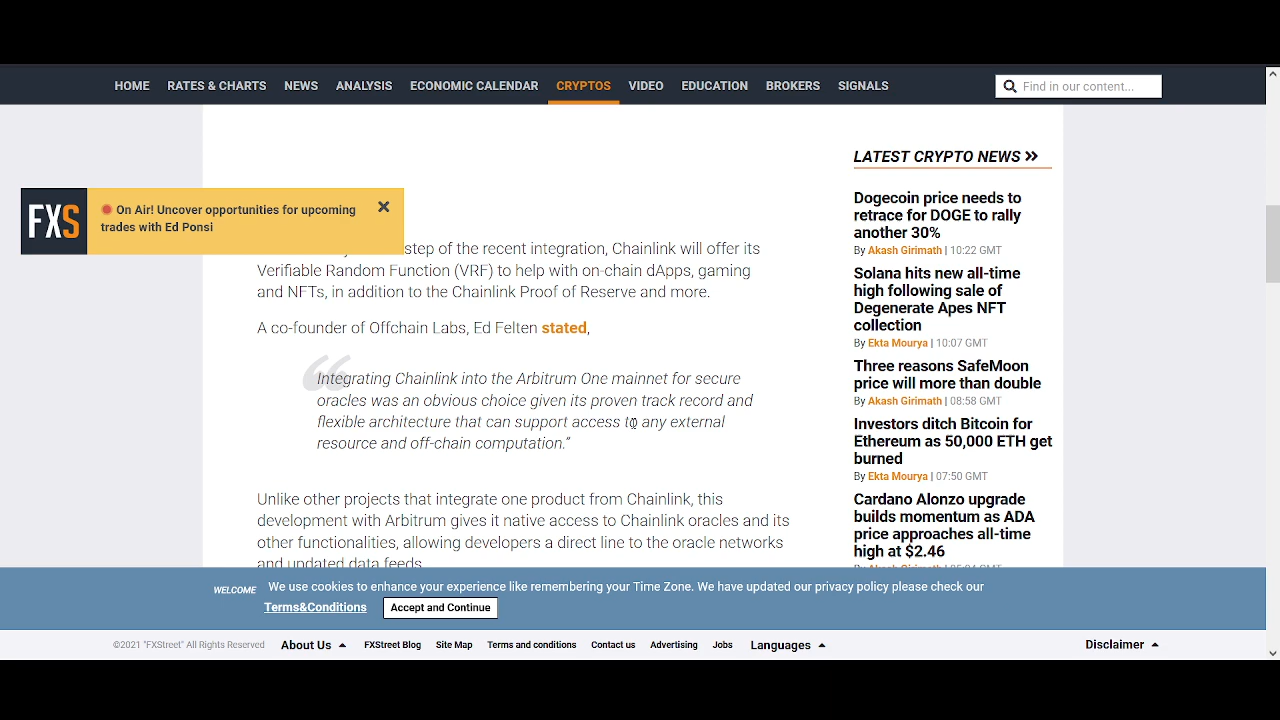 HOME RATES & CHARTS NEWS ANALYSIS ECONOMIC CALENDAR CRYPTOS VIDEO EDUCATION BROKERS SIGNALS Find in our content...
FXS
On Air! Uncover opportunities for upcoming
trades with Ed Ponsi
step of the recent integration, Chainlink will offer its
Verifiable Random Function (VRF) to help with on-chain dApps, gaming
and NFTs, in addition to the Chainlink Proof of Reserve and more.
A co-founder of Offchain Labs, Ed Felten stated,
“
Integrating Chainlink into the Arbitrum One mainnet for secure
oracles was an obvious choice given its proven track record and
flexible architecture that can support access to any external
resource and off-chain computation.”
Unlike other projects that integrate one product from Chainlink, this
development with Arbitrum gives it native access to Chainlink oracles and its
other functionalities, allowing developers a direct line to the oracle networks
and updated data feeds.
LATEST CRYPTO NEWS
Dogecoin price needs to
retrace for DOGE to rally
another 30%
By Akash Girimath | 10:22 GMT
Solana hits new all-time
high following sale of
Degenerate Apes NFT
collection
By Ekta Mourya | 10:07 GMT
Three reasons SafeMoon
price will more than double
By Akash Girimath | 08:58 GMT
Investors ditch Bitcoin for
Ethereum as 50,000 ETH get
burned
By Ekta Mourya | 07:50 GMT
Cardano Alonzo upgrade
builds momentum as ADA
price approaches all-time
high at $2.46
WELCOME We use cookies to enhance your experience like remembering your Time Zone. We have updated our privacy policy please check our
Terms&Conditions Accept and Continue
©2021 "FXStreet" All Rights Reserved About Us FXStreet Blog Site Map Terms and conditions Contact us Advertising Jobs Languages Disclaimer